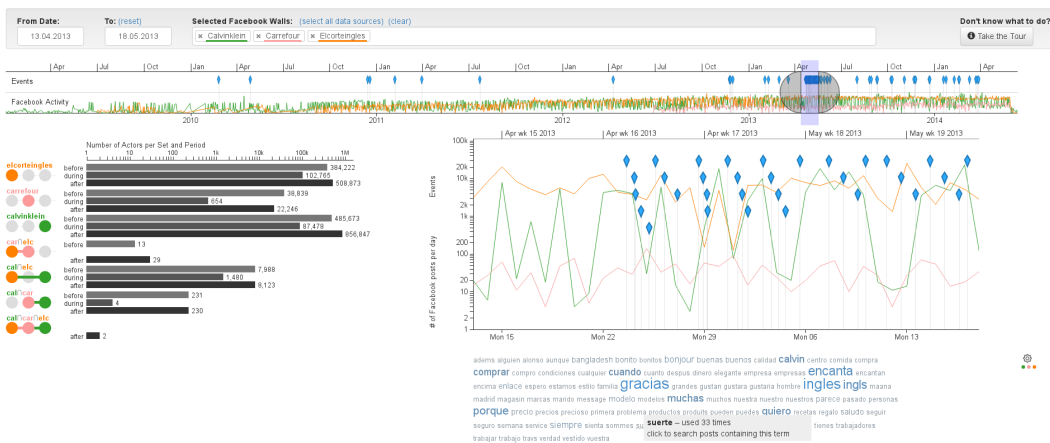 From Date:
To: (reset)
Selected Facebook Walls: (select all data sources) (clear)
Don't know what to do?
13.04.2013
18.05.2013
× Calvinklein × Carrefour × Elcorteingles
Take the Tour
Apr Jul Oct Jan Apr Jul Oct Jan Apr Jul Oct Jan Apr Jul Oct Jan Apr Jul Oct Jan Apr
Events
Facebook Activity
2010 2011 2012 2013 2014
Number of Actors per Set and Period
1 10 100 1k 10k 100k 1M
elcorteingles
before 384,222
during 102,765
after 508,873
carrefour
before 38,839
during 654
after 22,246
calvinklein
before 485,673
during 87,478
after 856,847
car∩elc
before 13
after 29
cal∩elc
before 7,988
during 1,480
after 8,123
cal∩car
before 231
during 4
after 230
cal∩car∩elc
after 2
Apr wk 15 2013 Apr wk 16 2013 Apr wk 17 2013 May wk 18 2013 May wk 19 2013
Events
# of Facebook posts per day
100k
20k
10k
2k
1k
200
100
20
10
2
1
Mon 15 Mon 22 Mon 29 Mon 06 Mon 13
adems alguien alonso aunque bangladesh bonito bonitos bonjour buenas buenos calidad calvin centro comida compra
comprar compro condiciones cualquier cuando cuanto despus dinero elegante empresa empresas encanta encantan
encima enlace espero estamos estilo familia gracias grandes gustan gustara gustaria hombre ingles ingls maana
madrid magasin marcas marido message modelo modelos muchas muchos nuestra nuestro nuestros parece pasado personas
porque precio precios precioso primera problema productos produits pueden puedes quiero recetas regalo saludo seguir
seguro semana service siempre sienta sommes tienes trabajadores
trabajar trabajo travs verdad vestido vuestra
suerte – used 33 times
click to search posts containing this term